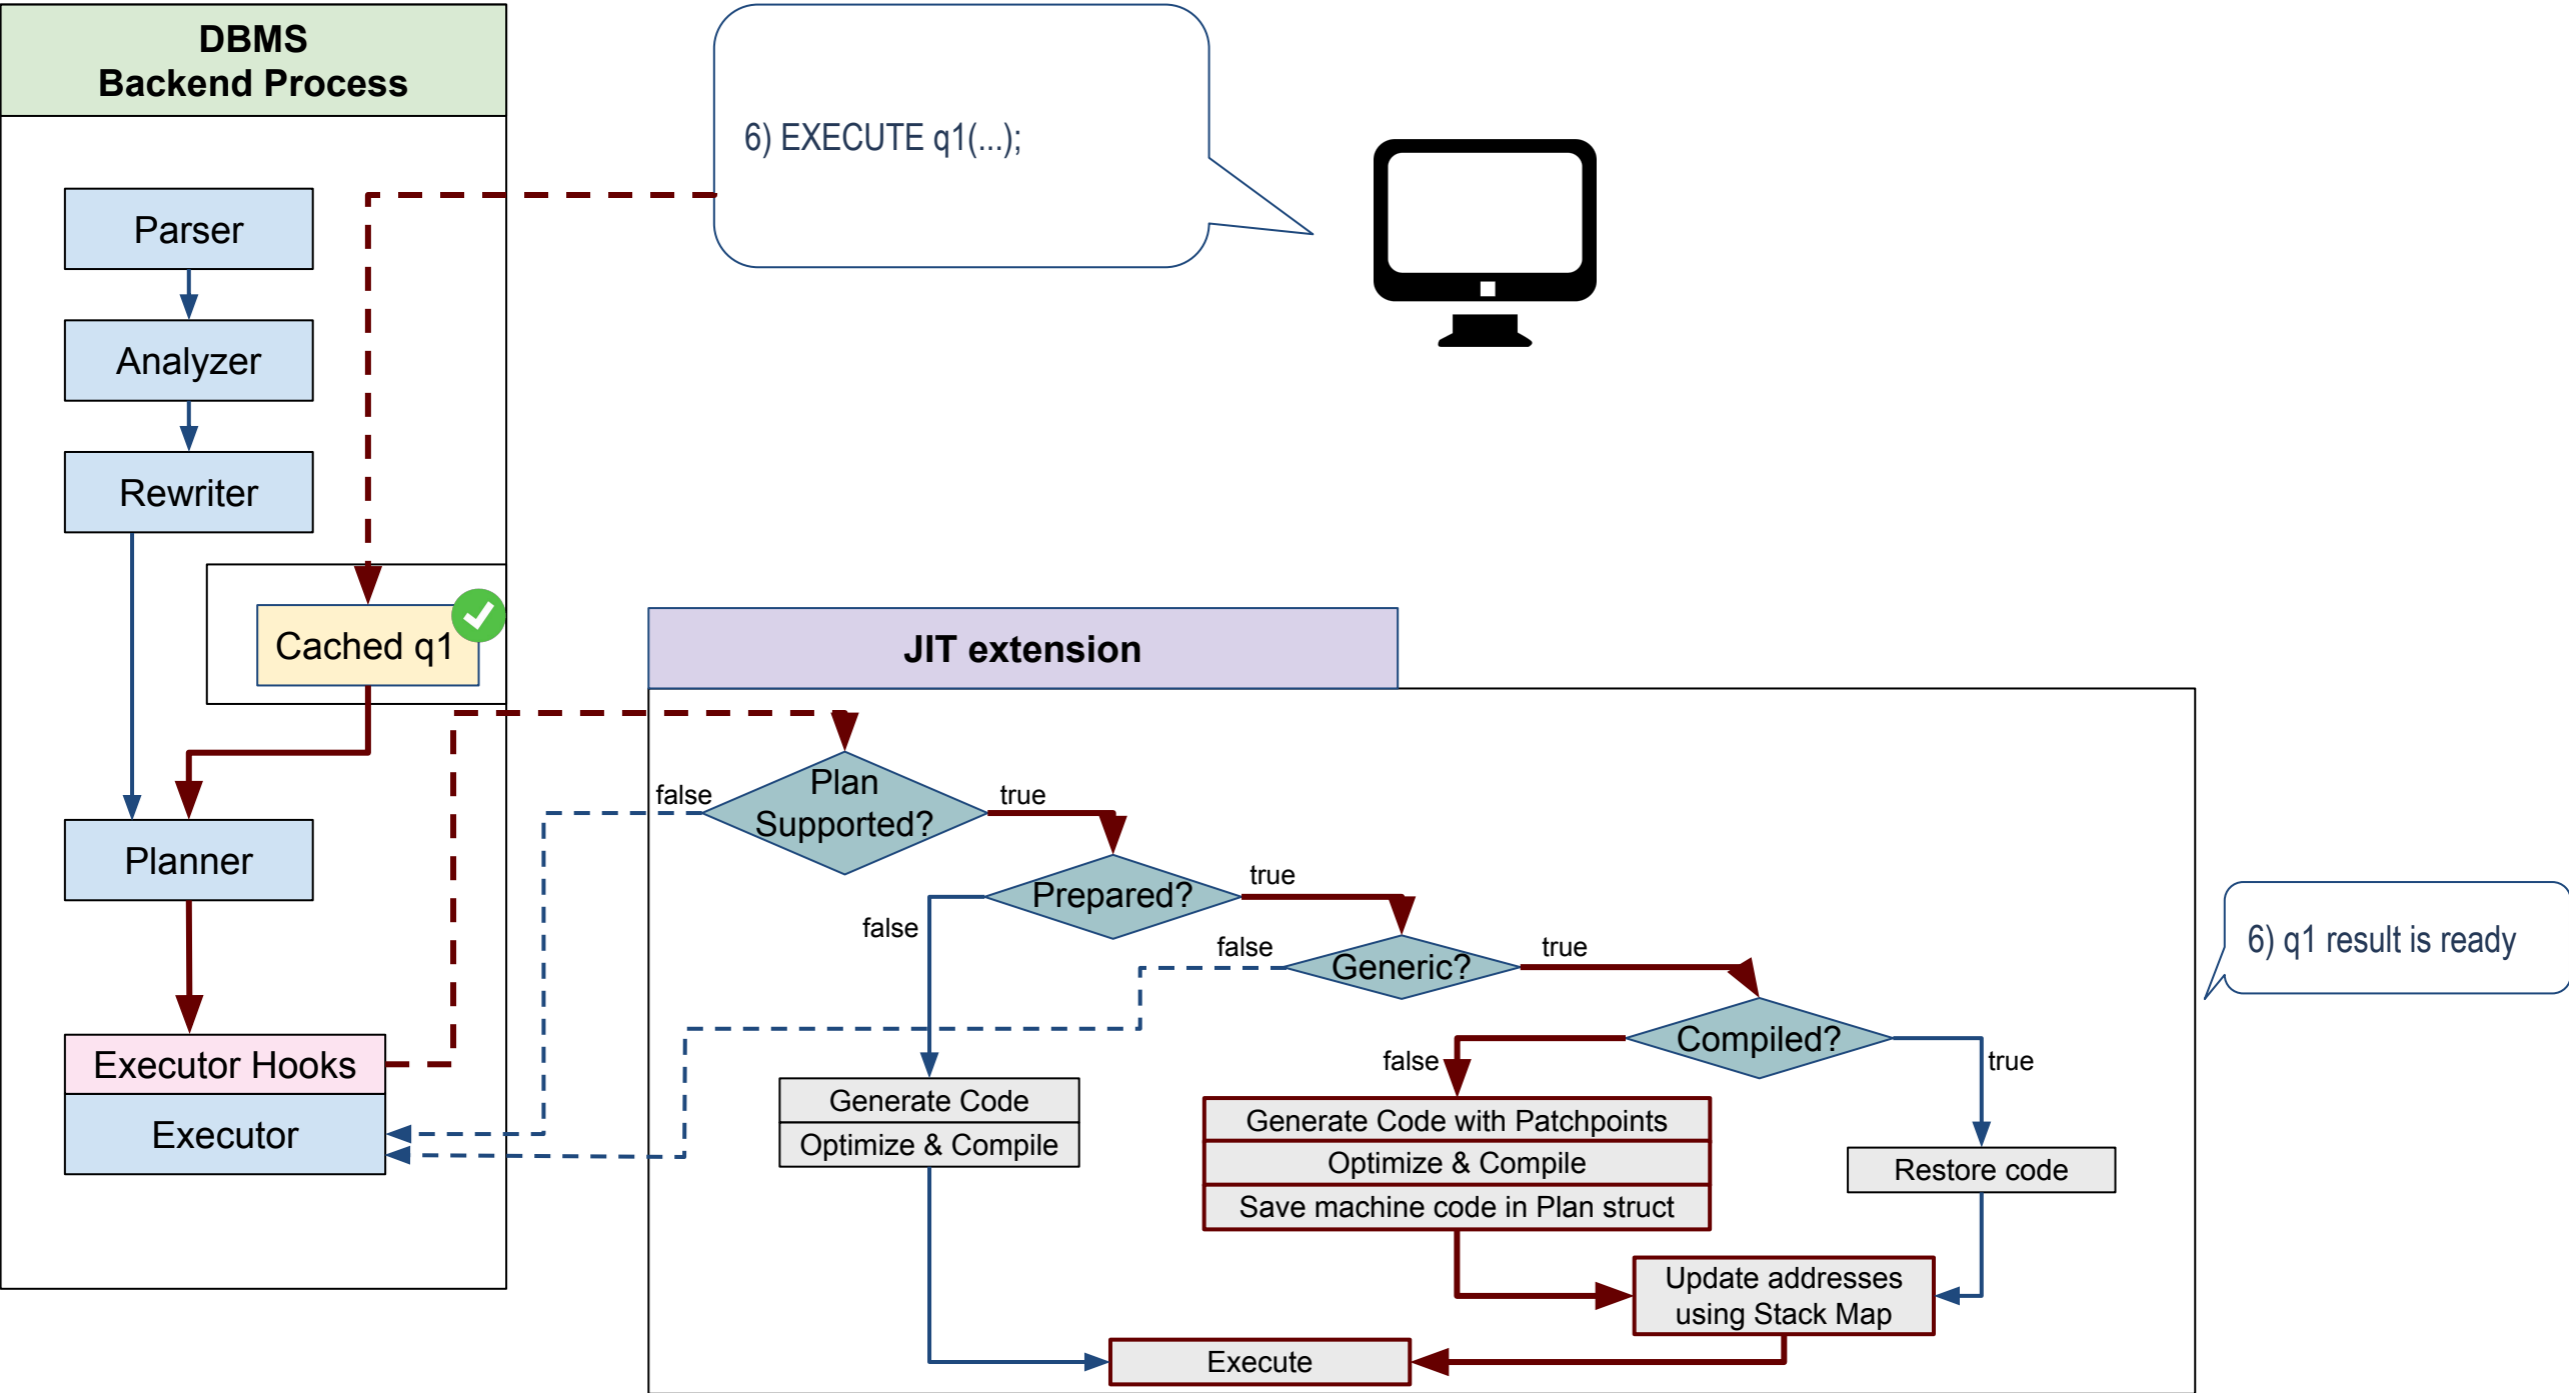 DBMS
Backend Process
6) EXECUTE q1(...);
Parser
Analyzer
Rewriter
Cached q1
JIT extension
Plan
Supported?
false
true
Planner
Prepared?
true
false
Generic?
false
true
6) q1 result is ready
Compiled?
false
true
Executor Hooks
Executor
Generate Code
Optimize & Compile
Generate Code with Patchpoints
Optimize & Compile
Save machine code in Plan struct
Restore code
Update addresses
using Stack Map
Execute